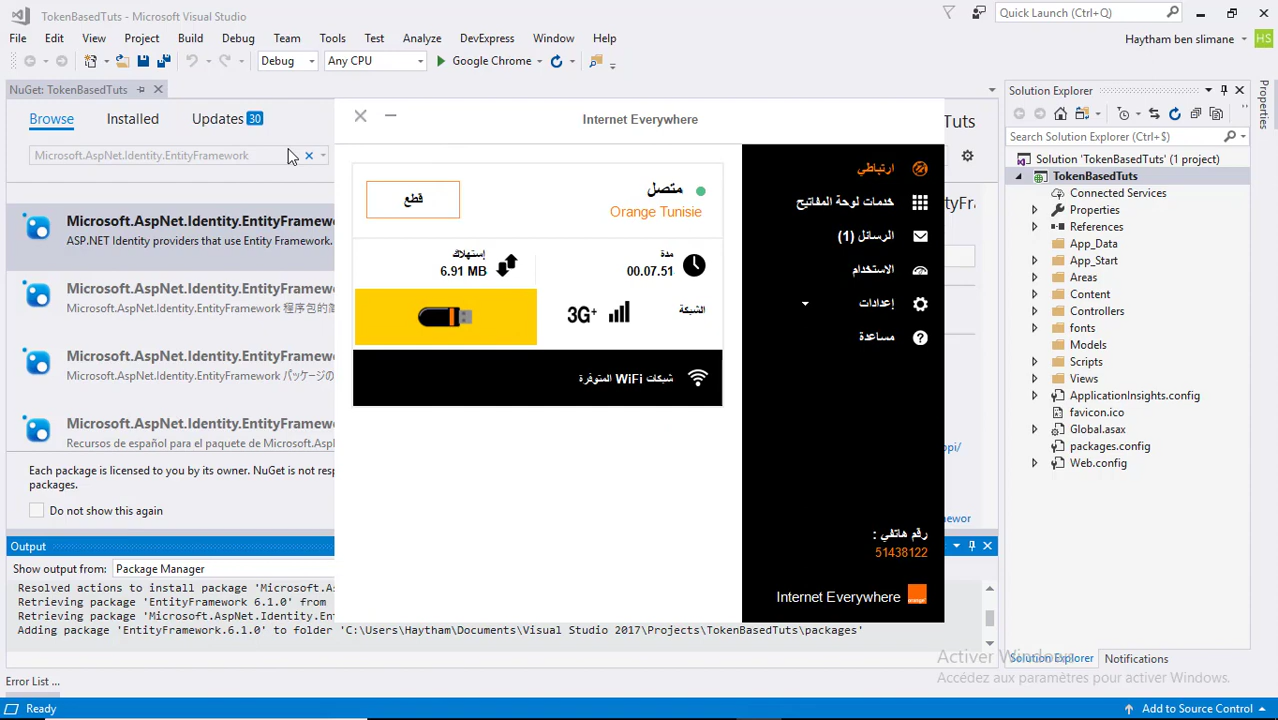 TokenBasedTuts - Microsoft Visual Studio
Quick Launch (Ctrl+Q)
File Edit View Project Build Debug Team Tools Test Analyze DevExpress Window Help
Haytham ben slimane
HS
Debug Any CPU Google Chrome
NuGet: TokenBasedTuts
Browse Installed Updates 30
Microsoft.AspNet.Identity.EntityFramework
Microsoft.AspNet.Identity.EntityFramew
ASP.NET Identity providers that use Entity Framework.
Microsoft.AspNet.Identity.EntityFramew
Microsoft.AspNet.Identity.EntityFramework 程序包的简
Microsoft.AspNet.Identity.EntityFramew
Microsoft.AspNet.Identity.EntityFramework パッケージの
Microsoft.AspNet.Identity.EntityFramew
Recursos de español para el paquete de Microsoft.AspI
Each package is licensed to you by its owner. NuGet is not resp
packages.
Do not show this again
Internet Everywhere
قطع
متصل
Orange Tunisie
إستهلاك
6.91 MB
مدة
00.07.51
3G+
الشبكة
شبكات WiFi المتوفرة
ارتباطي
خدمات لوحة المفاتيح
الرسائل (1)
الاستخدام
إعدادات
مساعدة
رقم هاتفي :
51438122
Internet Everywhere
orange
Tuts
yFra
ppi/
ewor
Solution Explorer
Search Solution Explorer (Ctrl+$)
Solution 'TokenBasedTuts' (1 project)
TokenBasedTuts
Connected Services
Properties
References
App_Data
App_Start
Areas
Content
Controllers
fonts
Models
Scripts
Views
ApplicationInsights.config
favicon.ico
Global.asax
packages.config
Web.config
Properties
Output
Show output from: Package Manager
Resolved actions to install package 'Microsoft.As
Retrieving package 'EntityFramework 6.1.0' from
Retrieving package 'Microsoft.AspNet.Identity.Ent
Adding package 'EntityFramework.6.1.0' to folder 'C:\Users\Haytham\Documents\Visual Studio 2017\Projects\TokenBasedTuts\packages'
Solution Explorer Notifications
Activer Windows
Accédez aux paramètres pour activer Windows.
Error List ...
Ready
Add to Source Control